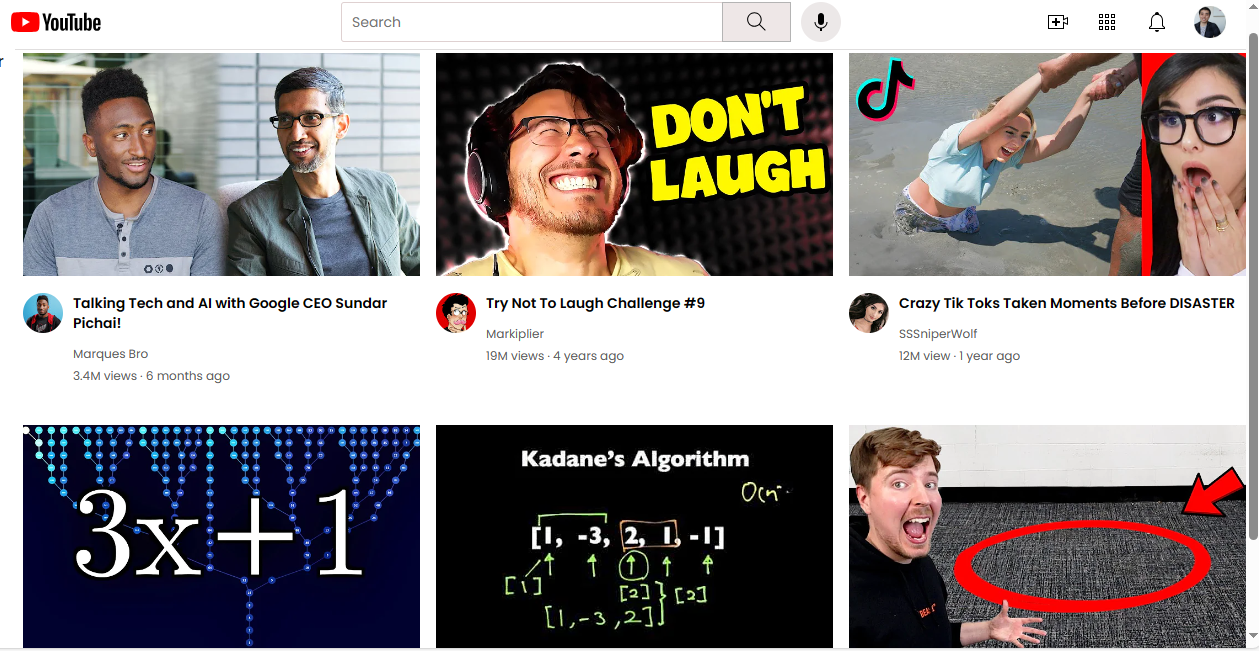 YouTube
Search
r
DON'T
LAUGH
Talking Tech and AI with Google CEO Sundar
Pichai!
Marques Bro
3.4M views · 6 months ago
Try Not To Laugh Challenge #9
Markiplier
19M views · 4 years ago
Crazy Tik Toks Taken Moments Before DISASTER
SSSniperWolf
12M view · 1 year ago
3x+1
Kadane's Algorithm
O(n
[1, -3, 2, 1, -1]
[1]
[2]
[2]
[1,-3,2]